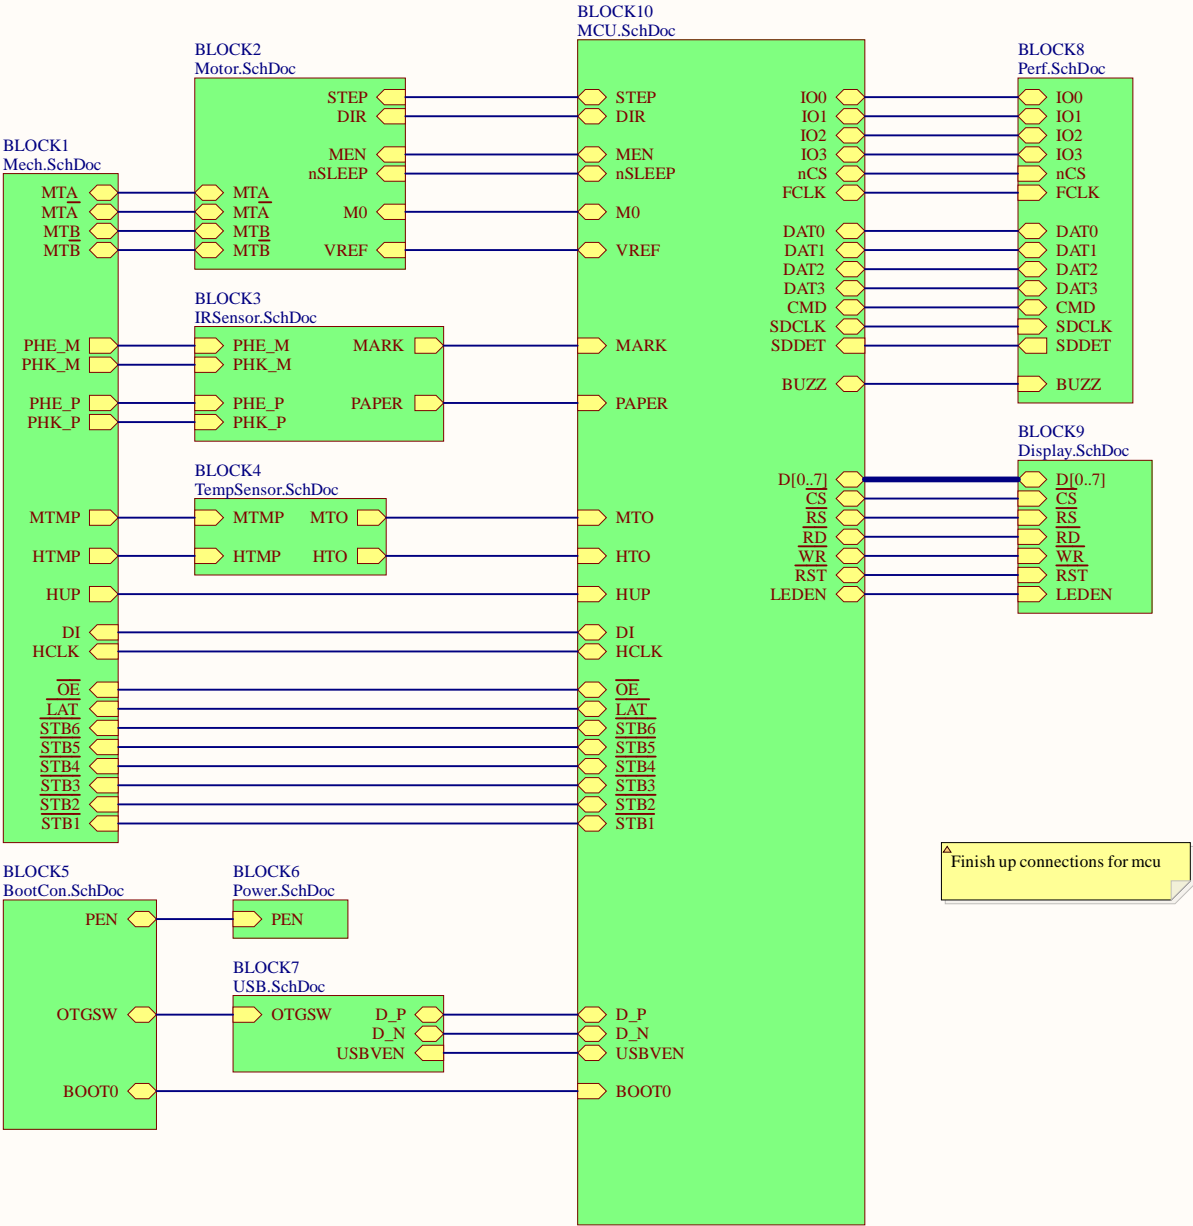 BLOCK10
MCU.SchDoc
BLOCK2
Motor.SchDoc
BLOCK8
Perf.SchDoc
STEP STEP IO0 IO0
DIR DIR IO1 IO1
IO2 IO2
BLOCK1
Mech.SchDoc
MEN MEN IO3 IO3
nSLEEP nSLEEP nCS nCS
MTA MTA FCLK FCLK
MTA̅ MTA̅ M0 M0
MTB MTB DAT0 DAT0
MTB̅ MTB̅ VREF VREF DAT1 DAT1
DAT2 DAT2
DAT3 DAT3
BLOCK3
IRSensor.SchDoc
CMD CMD
SDCLK SDCLK
PHE_M PHE_M MARK MARK SDDET SDDET
PHK_M PHK_M
BUZZ BUZZ
PHE_P PHE_P PAPER PAPER
PHK_P PHK_P
BLOCK9
Display.SchDoc
BLOCK4
TempSensor.SchDoc
D[0..7] D[0..7]
CS CS
MTMP MTMP MTO MTO RS RS
RD RD
HTMP HTMP HTO HTO WR WR
RST RST
HUP HUP LEDEN LEDEN
DI DI
HCLK HCLK
OE OE
LAT LAT
STB6 STB6
STB5 STB5
STB4 STB4
STB3 STB3
STB2 STB2
STB1 STB1
Finish up connections for mcu
BLOCK5
BootCon.SchDoc
BLOCK6
Power.SchDoc
PEN PEN
BLOCK7
USB.SchDoc
OTGSW OTGSW D_P D_P
D_N D_N
USBVEN USBVEN
BOOT0 BOOT0